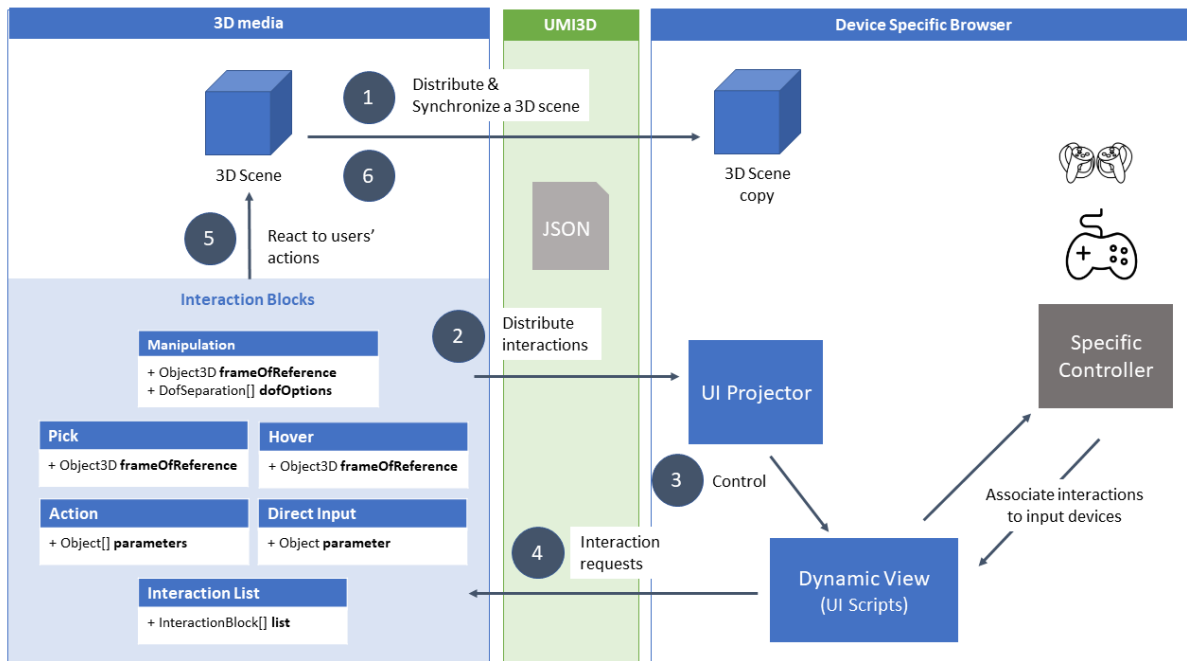 3D media
UMI3D
Device Specific Browser
1
Distribute &
Synchronize a 3D scene
6
3D Scene
3D Scene
copy
JSON
5
React to users’
actions
Interaction Blocks
2
Distribute
interactions
Manipulation
+ Object3D frameOfReference
+ DofSeparation[] dofOptions
Pick
+ Object3D frameOfReference
Hover
+ Object3D frameOfReference
Action
+ Object[] parameters
Direct Input
+ Object parameter
Interaction List
+ InteractionBlock[] list
UI Projector
Specific
Controller
3
Control
Associate interactions
to input devices
4
Interaction
requests
Dynamic View
(UI Scripts)